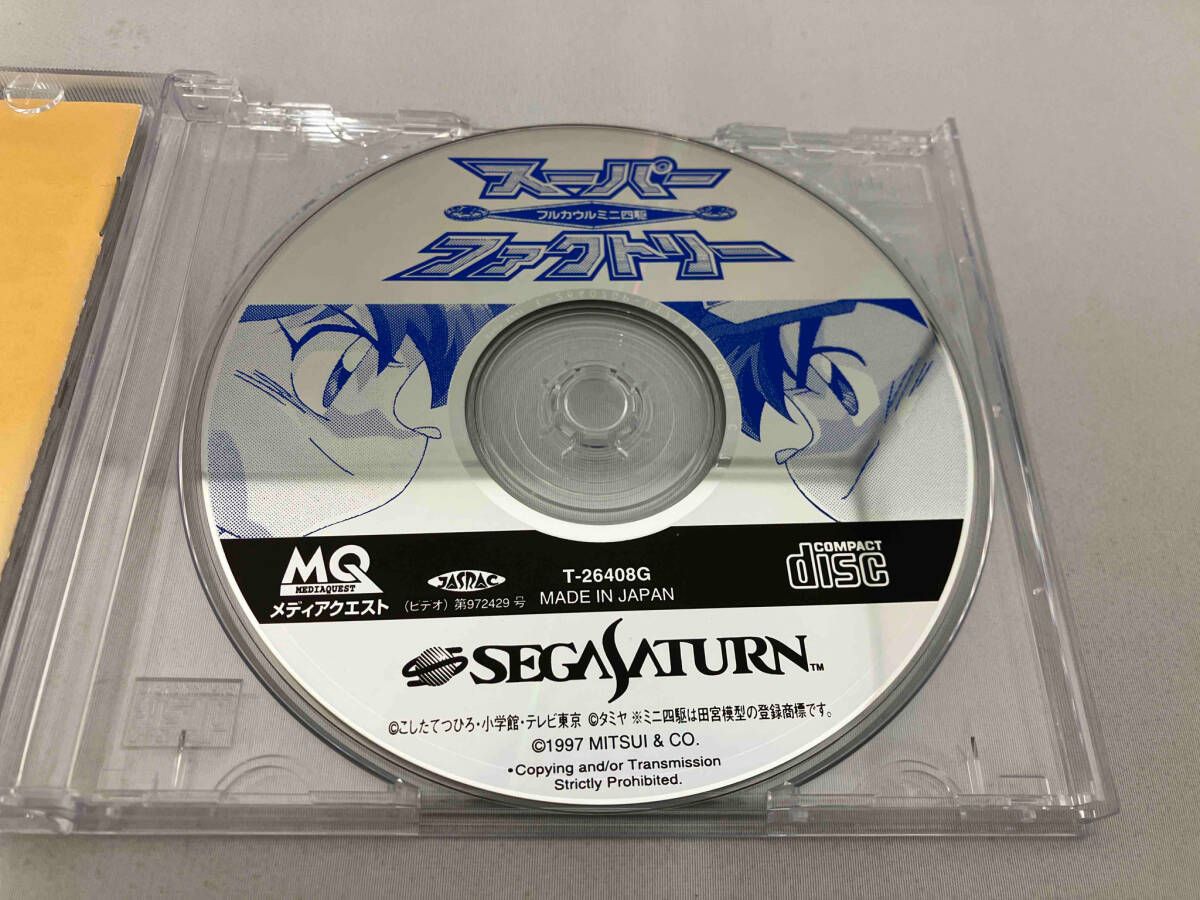 スーパー
フルカウルミニ四駆
ファクトリー
MQ
MEDIAQUEST
メディアクエスト
JASRAC
(ビデオ) 第972429 号
T-26408G
MADE IN JAPAN
COMPACT
disc
SEGA SATURN™
©こしたてつひろ・小学館・テレビ東京 ©タミヤ ※ミニ四駆は田宮模型の登録商標です。
©1997 MITSUI & CO.
•Copying and/or Transmission
Strictly Prohibited.